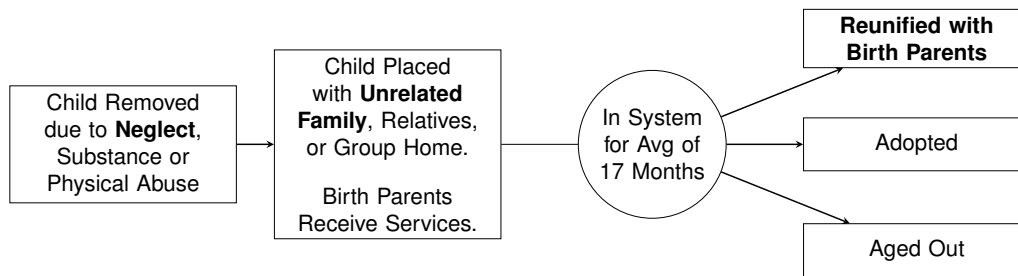 Child Removed
due to Neglect,
Substance or
Physical Abuse
Child Placed
with Unrelated
Family, Relatives,
or Group Home.
Birth Parents
Receive Services.
In System
for Avg of
17 Months
Reunified with
Birth Parents
Adopted
Aged Out